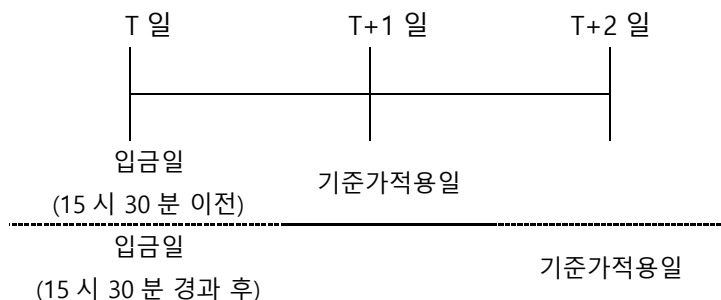 T 일 T+1 일 T+2 일
입금일
(15 시 30 분 이전)
기준가적용일
입금일
(15 시 30 분 경과 후)
기준가적용일